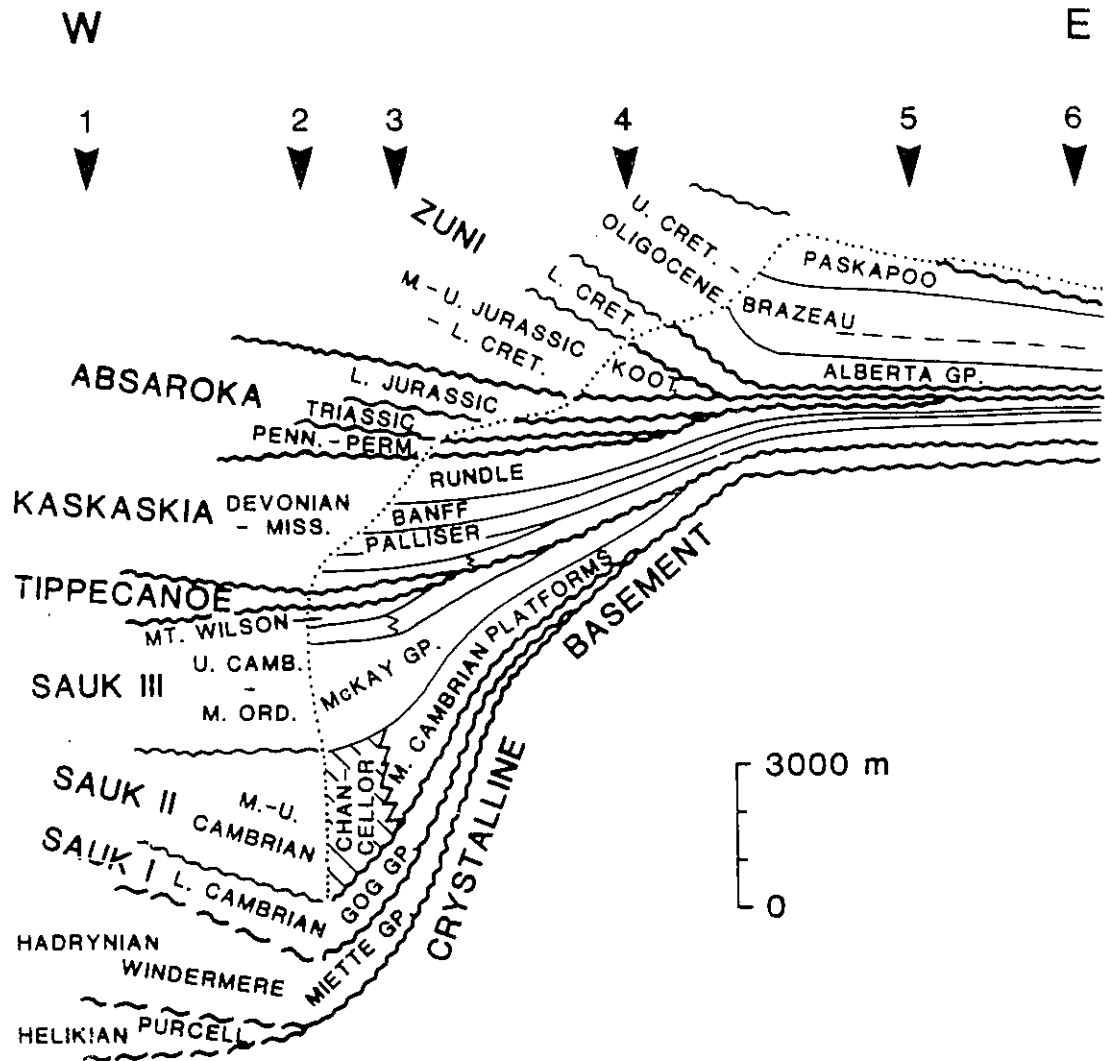 W E
1 2 3 4 5 6
ZUNI
U. CRET. -
OLIGOCENE
PASKAPOO
BRAZEAU
L. CRET
M. - U. JURASSIC
- L. CRET.
KOOT.
ALBERTA GP.
ABSAROKA
L. JURASSIC
TRIASSIC
PENN.-PERM.
RUNDLE
KASKASKIA
DEVONIAN
- MISS.
BANFF
PALLISER
TIPPECANOE
MT. WILSON
SAUK III
U. CAMB.
-
M. ORD.
McKAY GP.
M. CAMBRIAN PLATFORMS
CRYSTALLINE BASEMENT
SAUK II
M.-U.
CAMBRIAN
CHAN-
CELLOR
3000 m
0
SAUK I
L. CAMBRIAN
GOG GP.
HADRYNIAN
WINDERMERE
MIETTE GP.
HELIKIAN
PURCELL